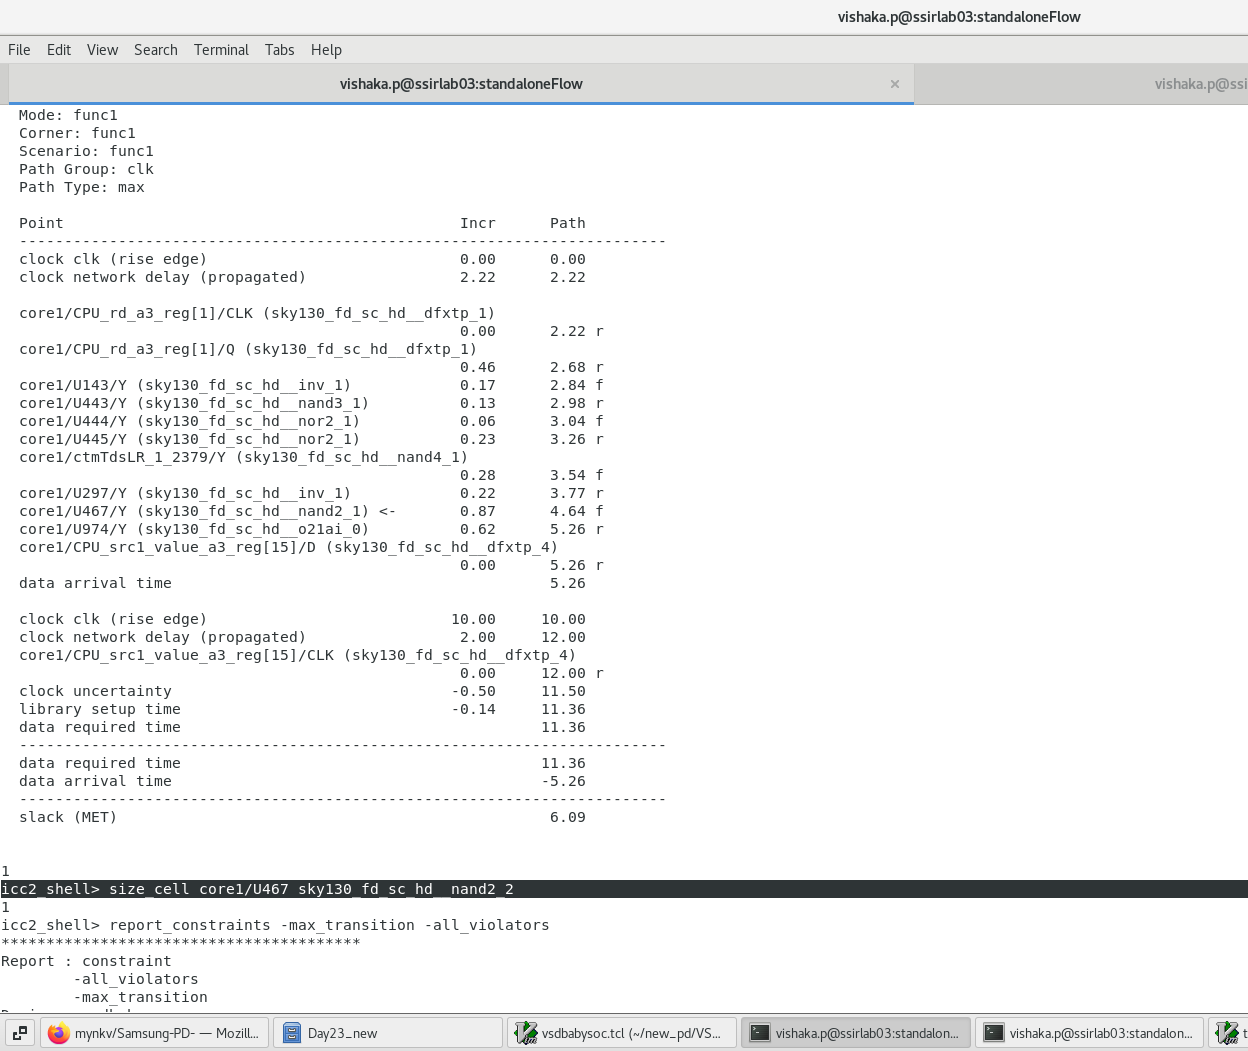 vishaka.p@ssirlab03:standaloneFlow
File Edit View Search Terminal Tabs Help
vishaka.p@ssirlab03:standaloneFlow × vishaka.p@ssi
Mode: func1
Corner: func1
Scenario: func1
Path Group: clk
Path Type: max
Point Incr Path
------------------------------------------------------------------------
clock clk (rise edge) 0.00 0.00
clock network delay (propagated) 2.22 2.22
core1/CPU_rd_a3_reg[1]/CLK (sky130_fd_sc_hd__dfxtp_1)
0.00 2.22 r
core1/CPU_rd_a3_reg[1]/Q (sky130_fd_sc_hd__dfxtp_1)
0.46 2.68 r
core1/U143/Y (sky130_fd_sc_hd__inv_1) 0.17 2.84 f
core1/U443/Y (sky130_fd_sc_hd__nand3_1) 0.13 2.98 r
core1/U444/Y (sky130_fd_sc_hd__nor2_1) 0.06 3.04 f
core1/U445/Y (sky130_fd_sc_hd__nor2_1) 0.23 3.26 r
core1/ctmTdsLR_1_2379/Y (sky130_fd_sc_hd__nand4_1)
0.28 3.54 f
core1/U297/Y (sky130_fd_sc_hd__inv_1) 0.22 3.77 r
core1/U467/Y (sky130_fd_sc_hd__nand2_1) <- 0.87 4.64 f
core1/U974/Y (sky130_fd_sc_hd__o21ai_0) 0.62 5.26 r
core1/CPU_src1_value_a3_reg[15]/D (sky130_fd_sc_hd__dfxtp_4)
0.00 5.26 r
data arrival time 5.26
clock clk (rise edge) 10.00 10.00
clock network delay (propagated) 2.00 12.00
core1/CPU_src1_value_a3_reg[15]/CLK (sky130_fd_sc_hd__dfxtp_4)
0.00 12.00 r
clock uncertainty -0.50 11.50
library setup time -0.14 11.36
data required time 11.36
------------------------------------------------------------------------
data required time 11.36
data arrival time -5.26
------------------------------------------------------------------------
slack (MET) 6.09
1
icc2_shell> size_cell core1/U467 sky130_fd_sc_hd__nand2_2
1
icc2_shell> report_constraints -max_transition -all_violators
****************************************
Report : constraint
-all_violators
-max_transition
mynkv/Samsung-PD- — Mozill... Day23_new vsdbabysoc.tcl (~/new_pd/VS... vishaka.p@ssirlab03:standalon... vishaka.p@ssirlab03:standalon... t